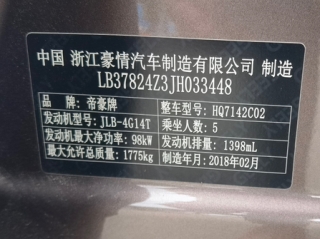 中国 浙江豪情汽车制造有限公司 制造
LB37824Z3JH033448
品牌：帝豪牌 整车型号：HQ7142C02
发动机型号：JLB-4G14T 乘坐人数：5
发动机最大净功率：98kW 发动机排量：1398mL
最大允许总质量：1775kg 制造年月：2018年02月